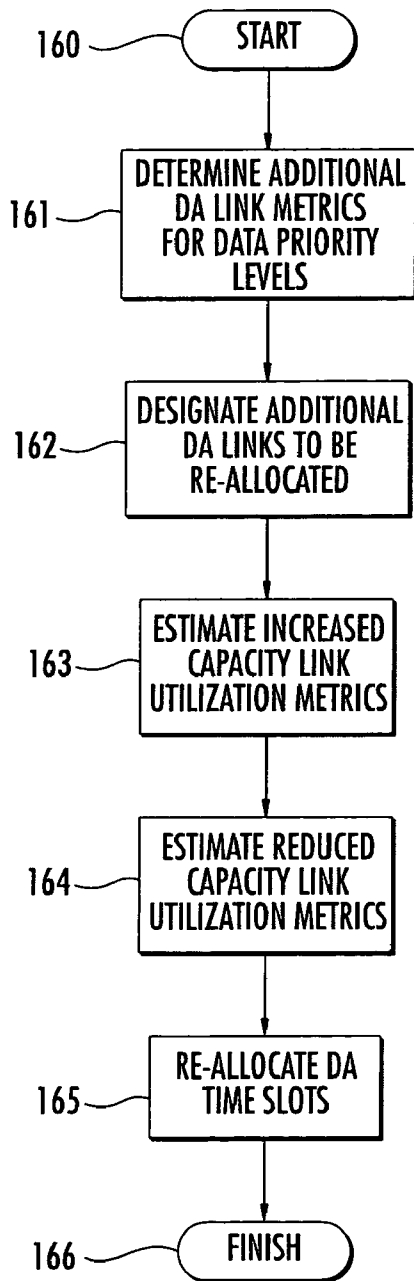 160
START
161
DETERMINE ADDITIONAL
DA LINK METRICS
FOR DATA PRIORITY
LEVELS
162
DESIGNATE ADDITIONAL
DA LINKS TO BE
RE-ALLOCATED
163
ESTIMATE INCREASED
CAPACITY LINK
UTILIZATION METRICS
164
ESTIMATE REDUCED
CAPACITY LINK
UTILIZATION METRICS
165
RE-ALLOCATE DA
TIME SLOTS
166
FINISH